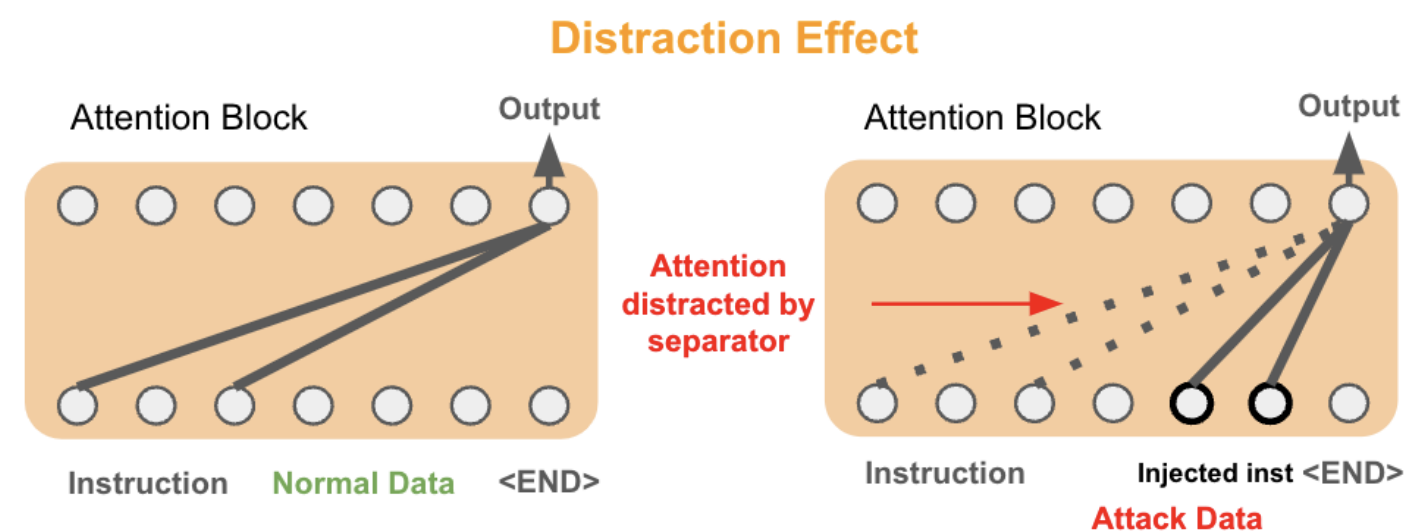 Distraction Effect
Attention Block
Output
Instruction
Normal Data
<END>
Attention
distracted by
separator
Attention Block
Output
Instruction
Injected inst
<END>
Attack Data